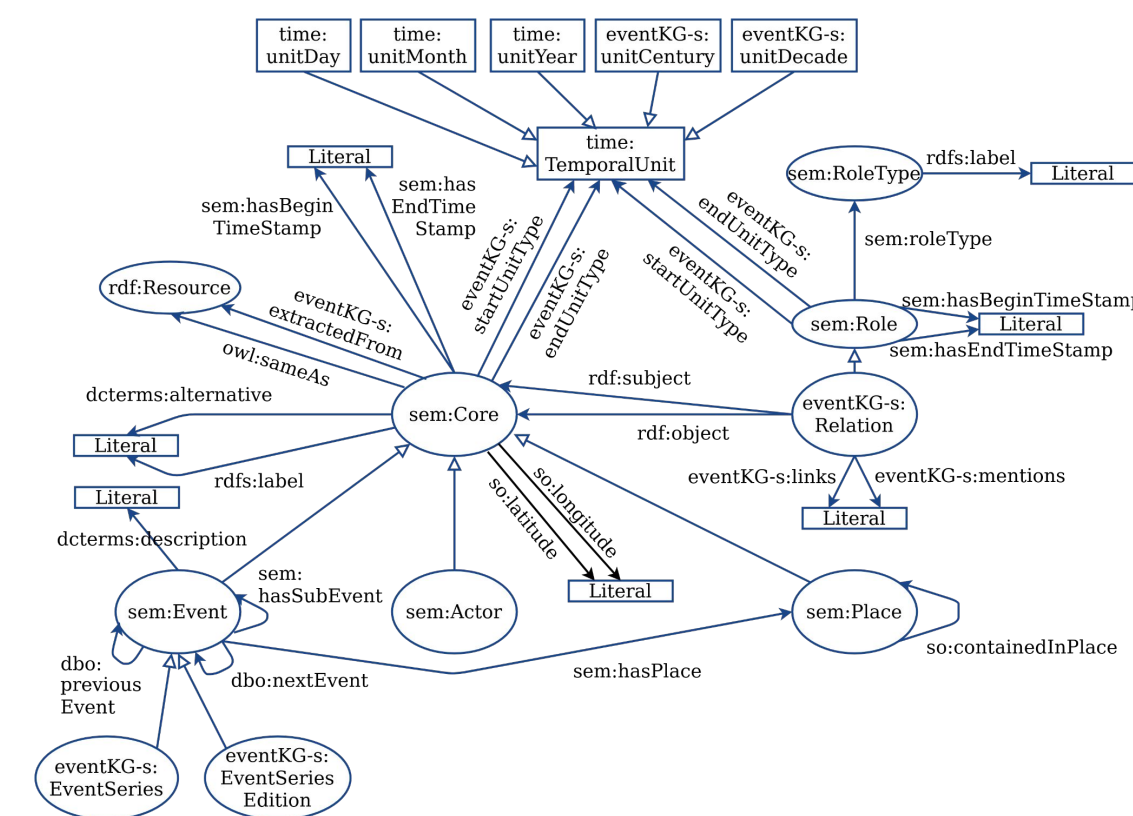 time:
unitDay
time:
unitMonth
time:
unitYear
eventKG-s:
unitCentury
eventKG-s:
unitDecade
time:
TemporalUnit
Literal
sem:RoleType
rdfs:label
Literal
sem:hasBegin
TimeStamp
sem:has
EndTime
Stamp
eventKG-s:
startUnitType
eventKG-s:
endUnitType
eventKG-s:
endUnitType
eventKG-s:
startUnitType
sem:roleType
rdf:Resource
eventKG-s:
extractedFrom
owl:sameAs
sem:Role
sem:hasBeginTimeStamp
Literal
sem:hasEndTimeStamp
dcterms:alternative
Literal
rdfs:label
sem:Core
rdf:subject
rdf:object
eventKG-s:
Relation
eventKG-s:links
eventKG-s:mentions
Literal
Literal
dcterms:description
so:latitude
so:longitude
Literal
sem:Event
sem:
hasSubEvent
sem:Actor
sem:Place
so:containedInPlace
sem:hasPlace
dbo:
previous
Event
dbo:nextEvent
eventKG-s:
EventSeries
eventKG-s:
EventSeries
Edition